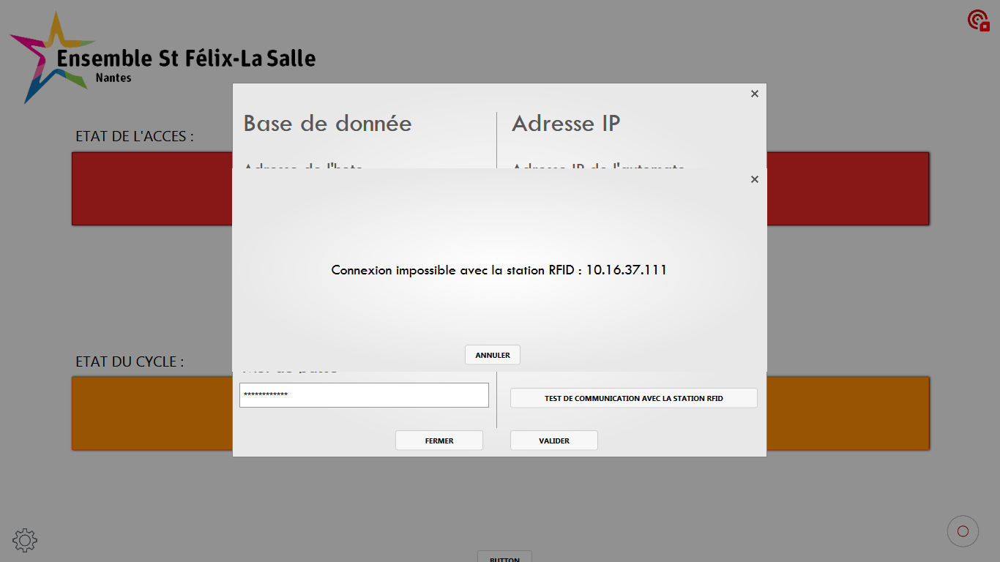 Ensemble St Félix-La Salle
Nantes
ETAT DE L'ACCES :
Base de donnée
Adresse IP
Adresse de l'hote
Adresse IP de l'automate
Connexion impossible avec la station RFID : 10.16.37.111
ANNULER
ETAT DU CYCLE :
Mot de passe
************
TEST DE COMMUNICATION AVEC LA STATION RFID
FERMER
VALIDER
BUTTON